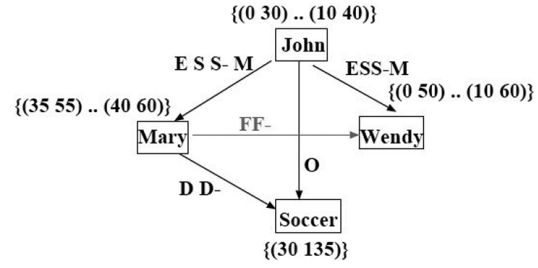 {(0 30) .. (10 40)}
John
E S S- M
ESS-M
{(0 50) .. (10 60)}
{(35 55) .. (40 60)}
Mary
FF-
Wendy
O
D D-
Soccer
{(30 135)}